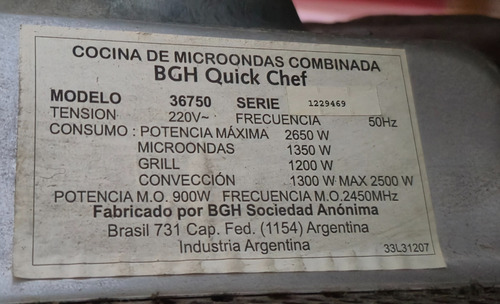 COCINA DE MICROONDAS COMBINADA
BGH Quick Chef
MODELO 36750 SERIE 1229469
TENSION 220V~ FRECUENCIA 50Hz
CONSUMO : POTENCIA MÁXIMA 2650 W
MICROONDAS 1350 W
GRILL 1200 W
CONVECCIÓN 1300 W MAX 2500 W
POTENCIA M.O. 900W FRECUENCIA M.O.2450MHz
Fabricado por BGH Sociedad Anónima
Brasil 731 Cap. Fed. (1154) Argentina
Industria Argentina
33L31207